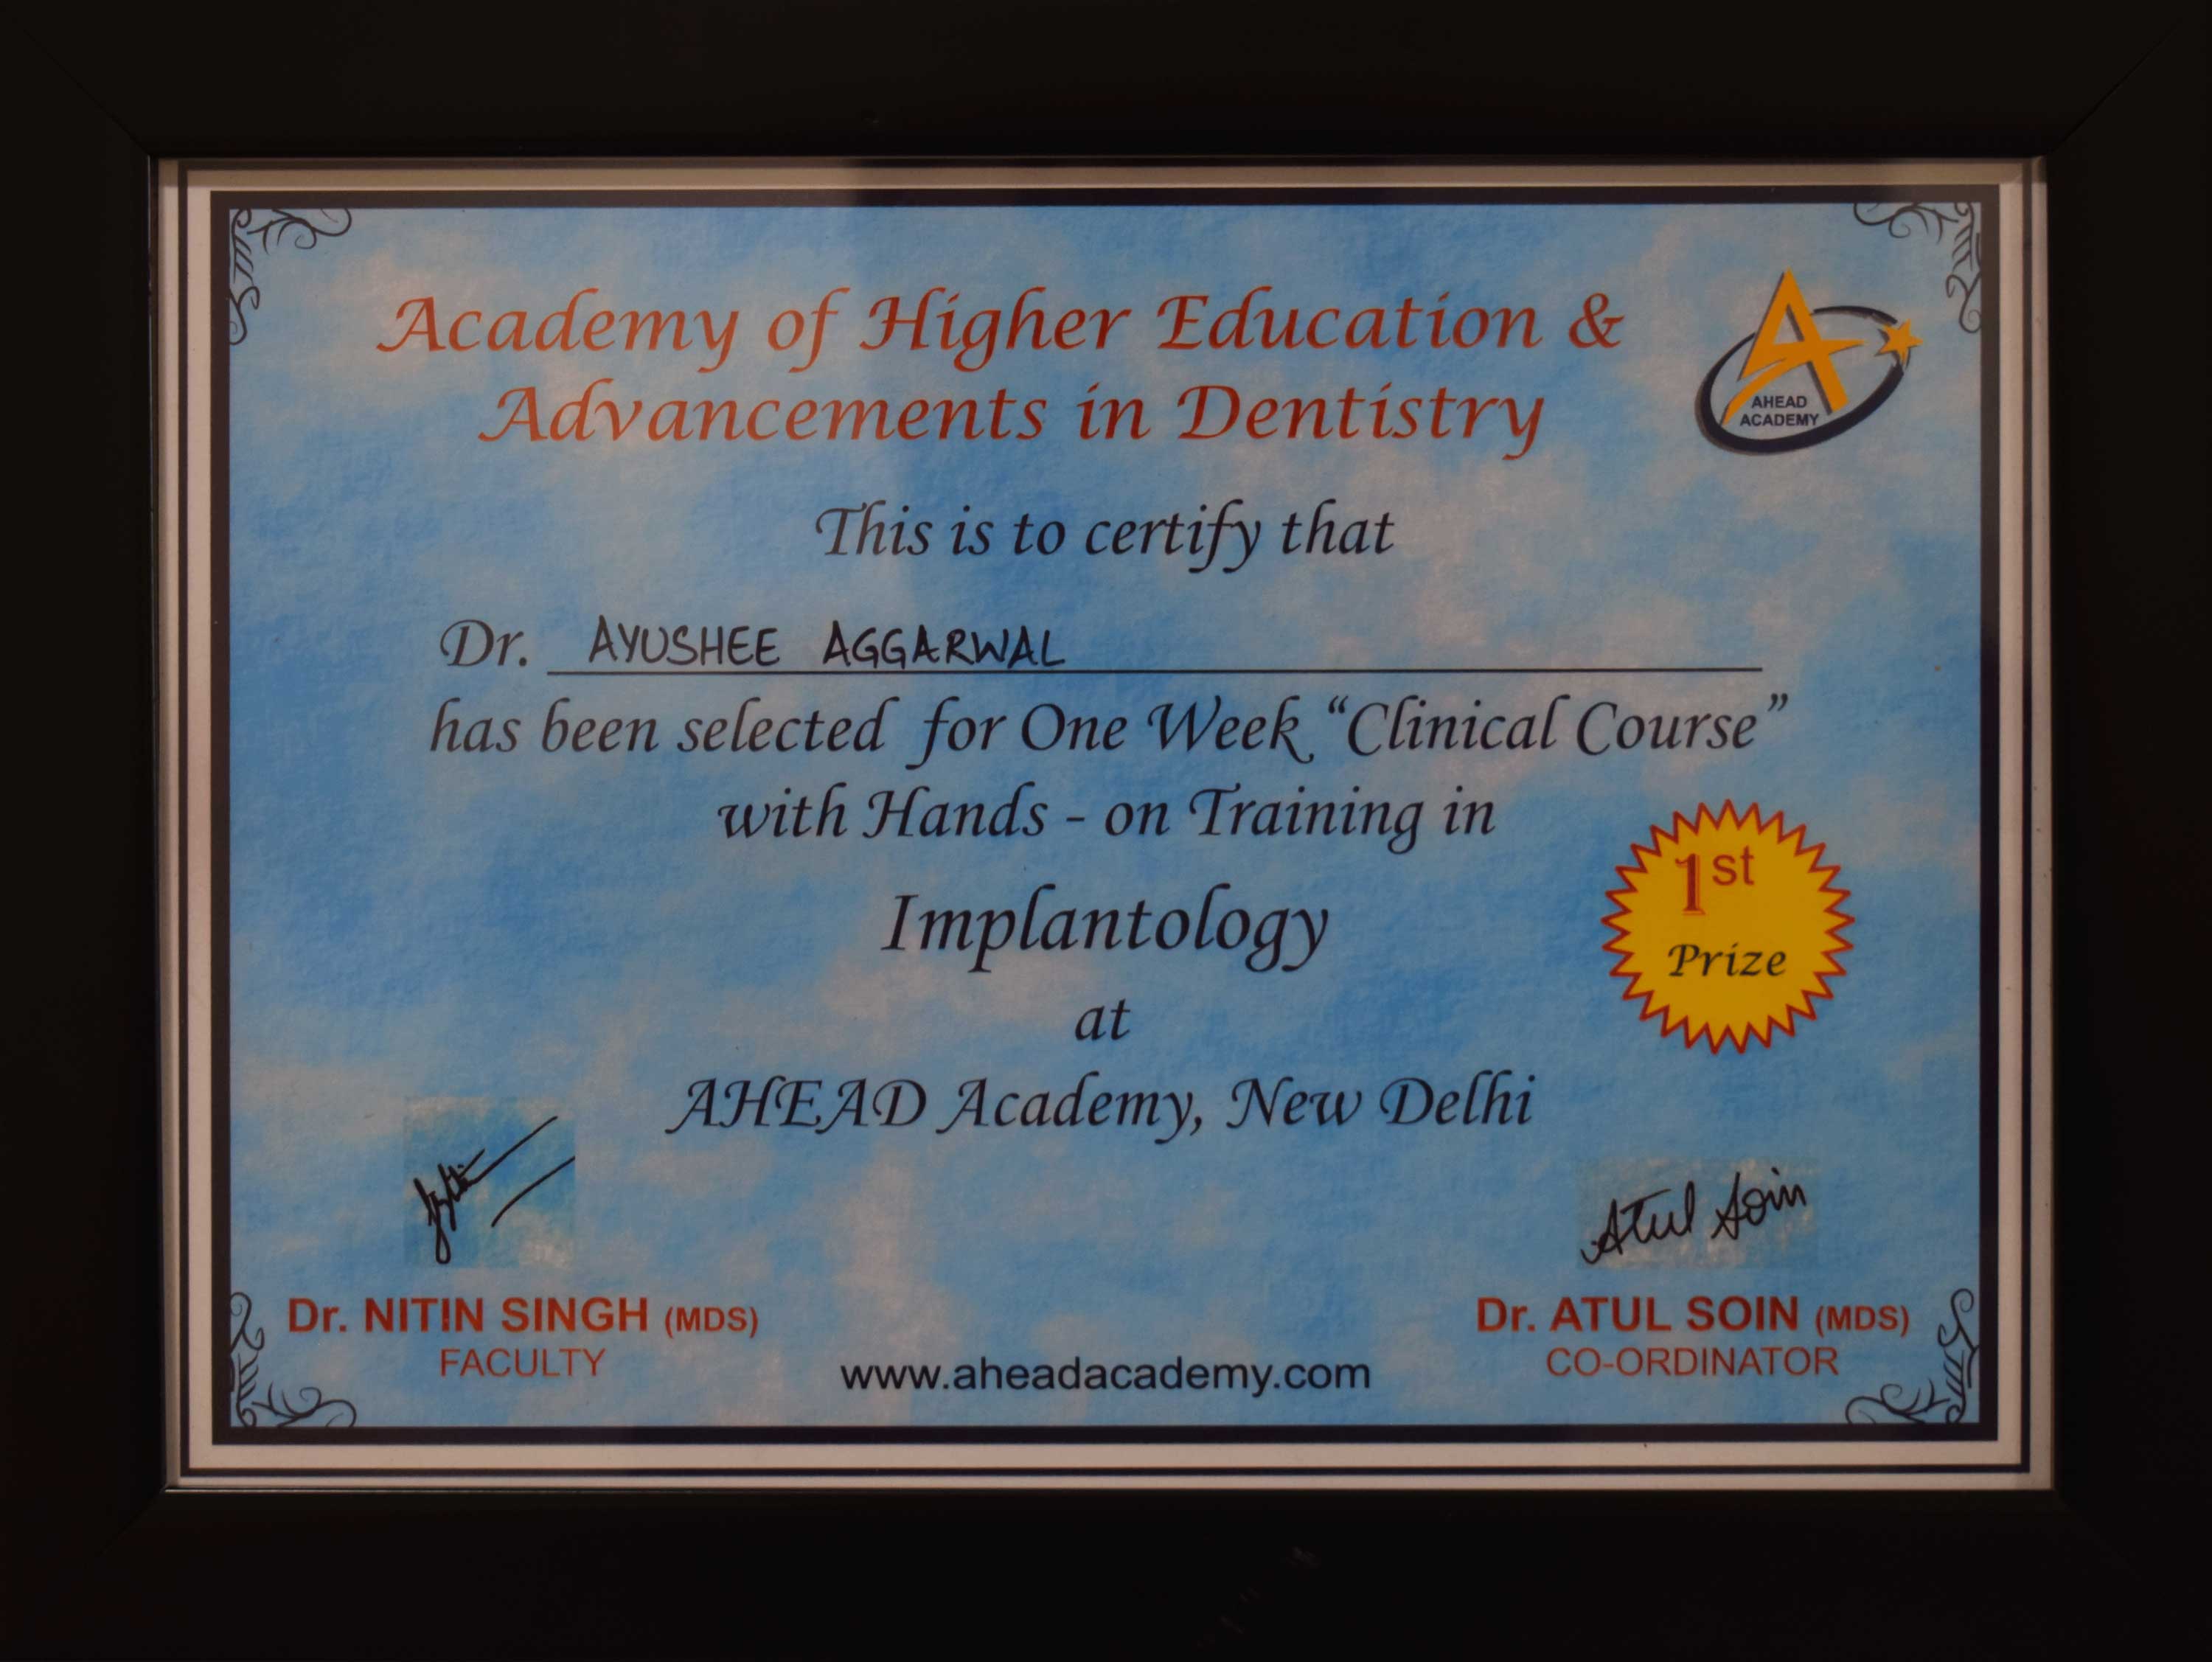 Academy of Higher Education &
Advancements in Dentistry
AHEAD
ACADEMY
This is to certify that
Dr. AYUSHEE AGGARWAL
has been selected for One Week "Clinical Course"
with Hands - on Training in
Implantology
1st
Prize
at
AHEAD Academy, New Delhi
Atul Soin
Dr. NITIN SINGH (MDS)
FACULTY
Dr. ATUL SOIN (MDS)
CO-ORDINATOR
www.aheadacademy.com